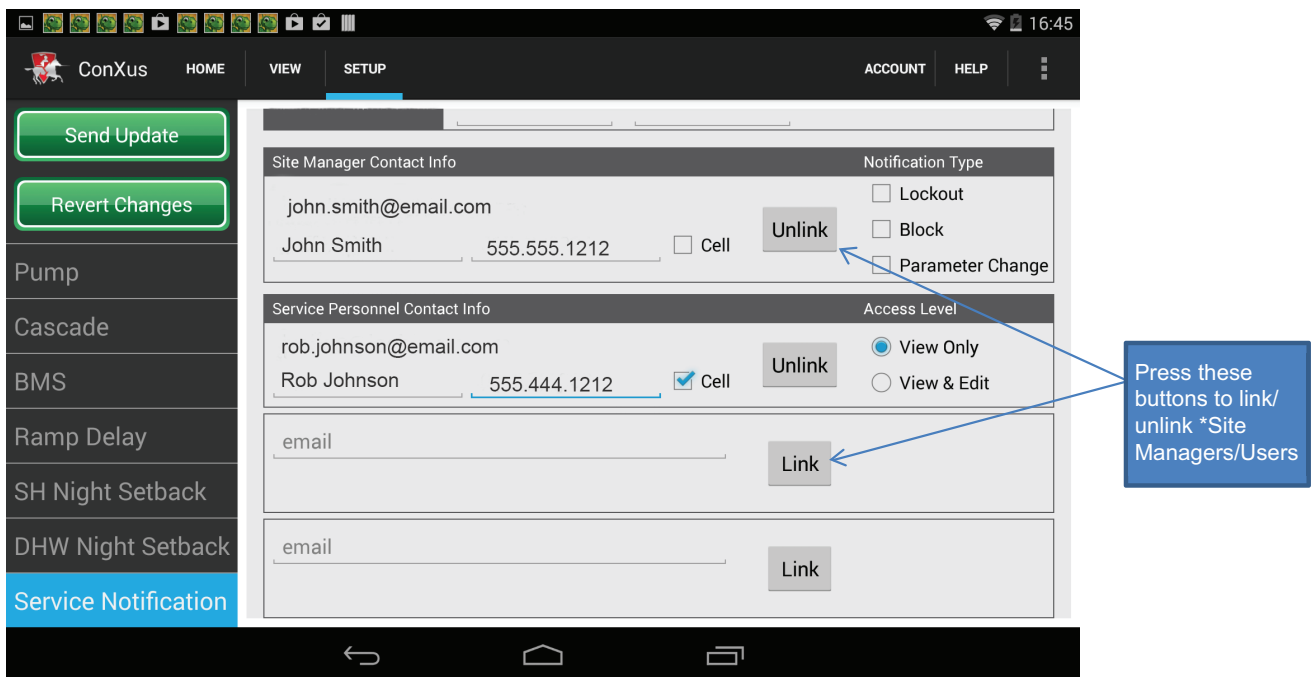 16:45
ConXus HOME VIEW SETUP ACCOUNT HELP
Send Update
Revert Changes
Pump
Cascade
BMS
Ramp Delay
SH Night Setback
DHW Night Setback
Service Notification
Site Manager Contact Info Notification Type
john.smith@email.com
John Smith 555.555.1212 Cell Unlink
Lockout
Block
Parameter Change
Service Personnel Contact Info Access Level
rob.johnson@email.com
Rob Johnson 555.444.1212 Cell Unlink
View Only
View & Edit
email
Link
email
Link
Press these
buttons to link/
unlink *Site
Managers/Users